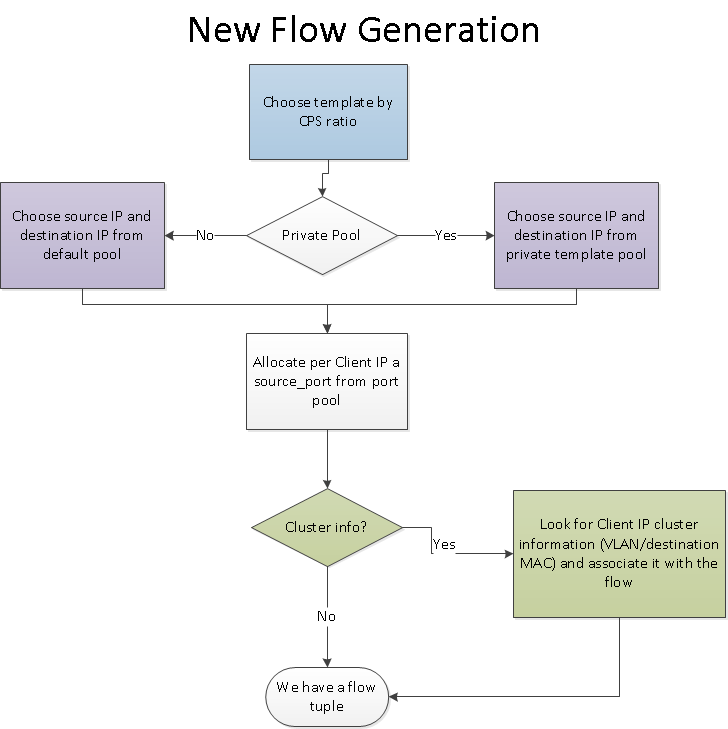 New Flow Generation
Choose template by
CPS ratio
Choose source IP and
destination IP from
default pool
No
Private Pool
Yes
Choose source IP and
destination IP from
private template pool
Allocate per Client IP a
source_port from port
pool
Cluster info?
Yes
Look for Client IP cluster
information (VLAN/destination
MAC) and associate it with the
flow
No
We have a flow
tuple